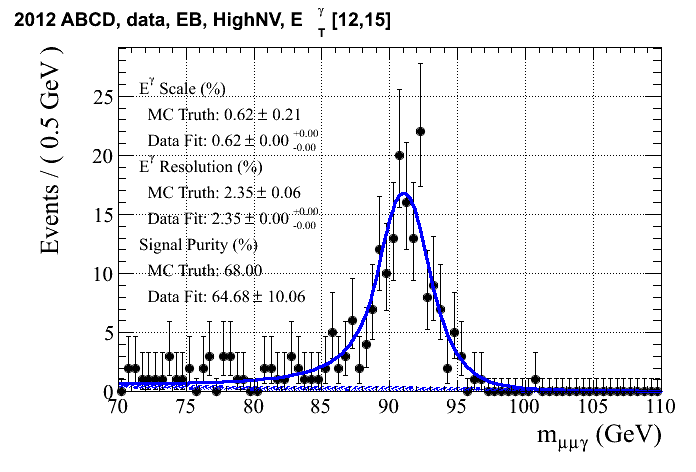 2012 ABCD, data, EB, HighNV, E_T^γ [12,15]
Events / ( 0.5 GeV )
25
20
15
10
5
0
E^γ Scale (%)
MC Truth: 0.62 ± 0.21
Data Fit: 0.62 ± 0.00 +0.00 -0.00
E^γ Resolution (%)
MC Truth: 2.35 ± 0.06
Data Fit: 2.35 ± 0.00 +0.00 -0.00
Signal Purity (%)
MC Truth: 68.00
Data Fit: 64.68 ± 10.06
70 75 80 85 90 95 100 105 110
m_μμγ (GeV)